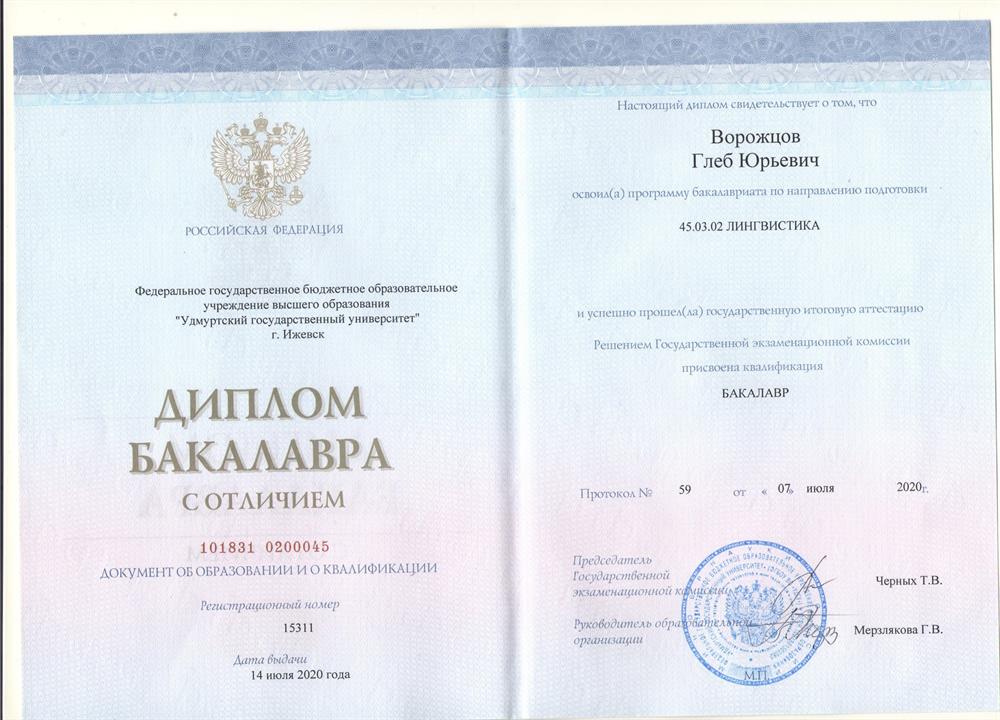 РОССИЙСКАЯ ФЕДЕРАЦИЯ
Федеральное государственное бюджетное образовательное
учреждение высшего образования
"Удмуртский государственный университет"
г. Ижевск
ДИПЛОМ
БАКАЛАВРА
С ОТЛИЧИЕМ
101831 0200045
ДОКУМЕНТ ОБ ОБРАЗОВАНИИ И О КВАЛИФИКАЦИИ
Регистрационный номер
15311
Дата выдачи
14 июля 2020 года
Настоящий диплом свидетельствует о том, что
Ворожцов
Глеб Юрьевич
освоил(а) программу бакалавриата по направлению подготовки
45.03.02 ЛИНГВИСТИКА
и успешно прошел(ла) государственную итоговую аттестацию
Решением Государственной экзаменационной комиссии
присвоена квалификация
БАКАЛАВР
Протокол № 59 от « 07» июля 2020г.
Председатель
Государственной
экзаменационной комиссии Черных Т.В.
Руководитель образовательной
организации Мерзлякова Г.В.
М.П.